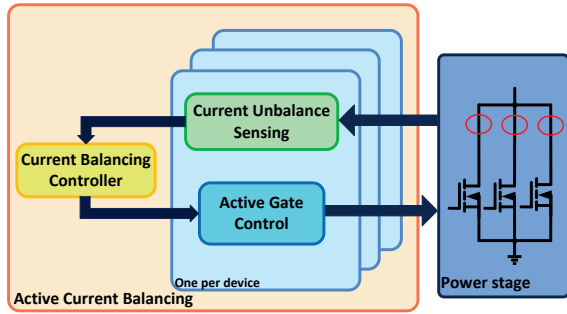 Current Unbalance
Sensing
Current Balancing
Controller
Active Gate
Control
One per device
Active Current Balancing
Power stage